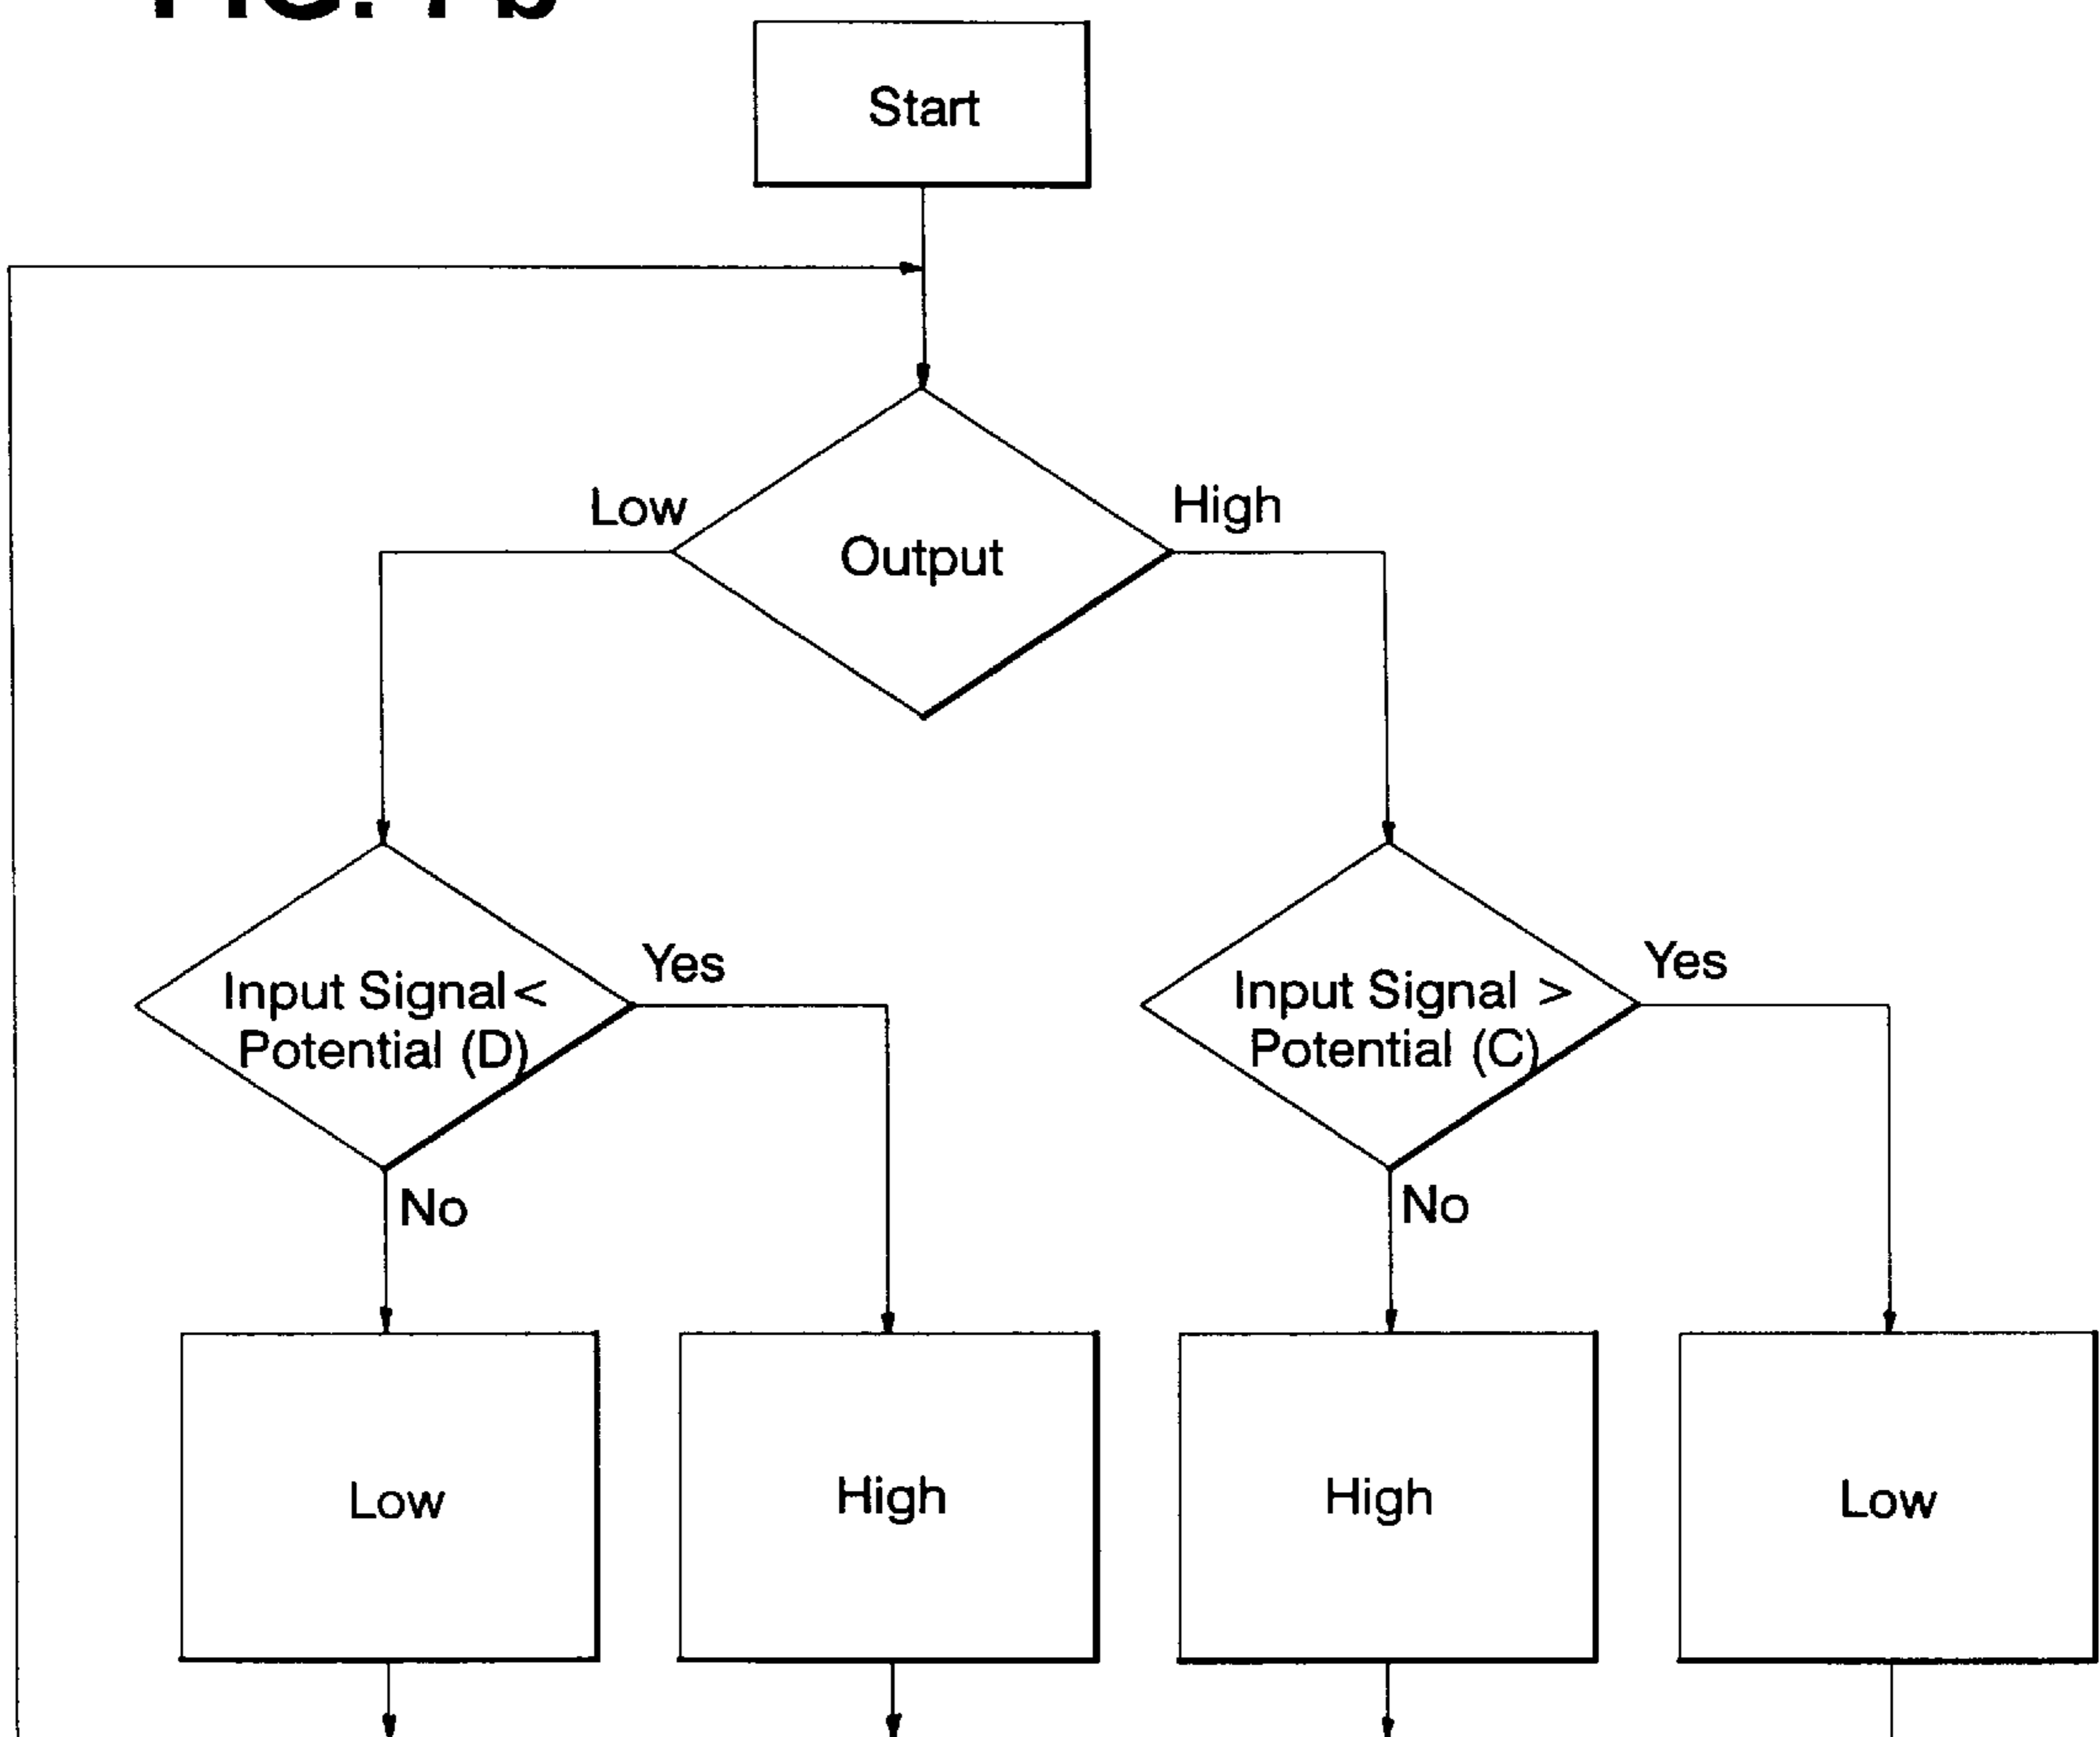 Start
Low
High
Output
Yes
Yes
Input Signal<
Potential (D)
Input Signal >
Potential (C)
No
No
Low
High
High
Low